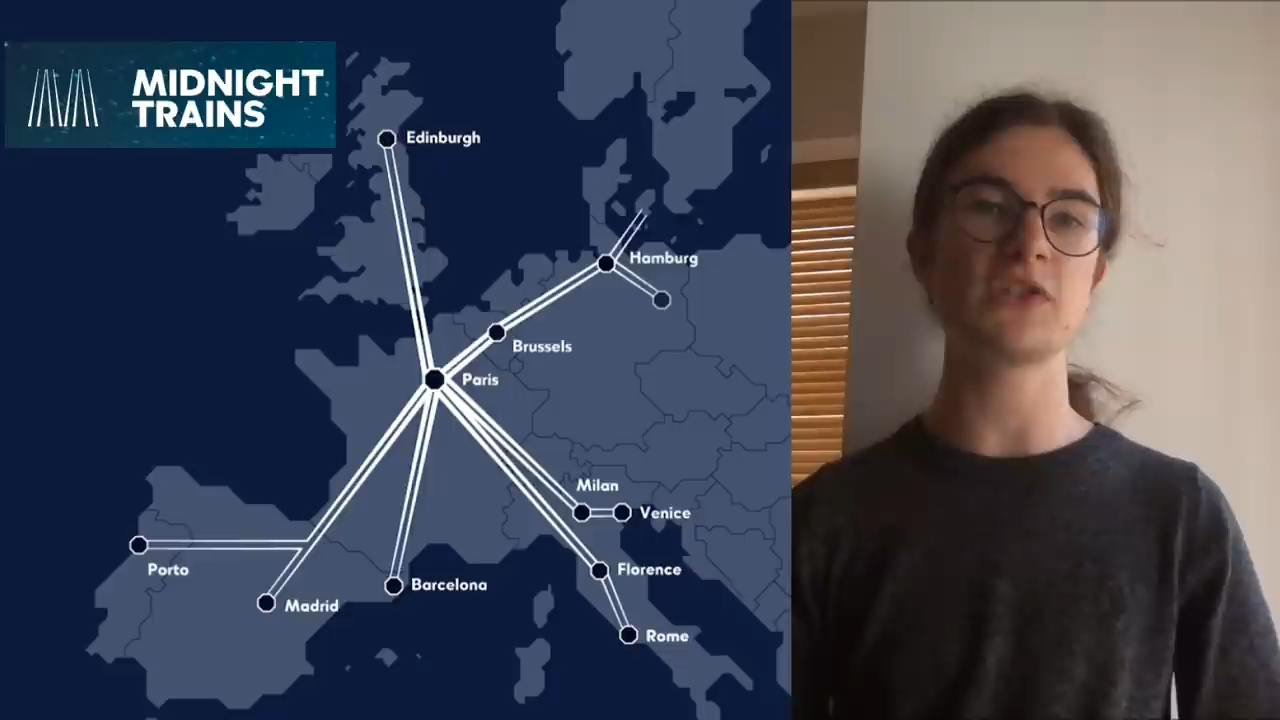 MIDNIGHT
TRAINS
Edinburgh
Hamburg
Brussels
Paris
Milan
Venice
Porto
Florence
Barcelona
Madrid
Rome